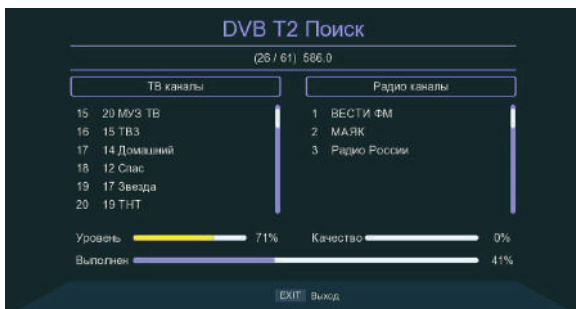 DVB T2 Поиск
(26 / 61) 586.0
ТВ каналы
Радио каналы
15 20 МУЗ ТВ
16 15 ТВ3
17 14 Домашний
18 12 Спас
19 17 Звезда
20 19 ТНТ
1 ВЕСТИ ФМ
2 МАЯК
3 Радио России
Уровень 71% Качество 0%
Выполнен 41%
EXIT Выход